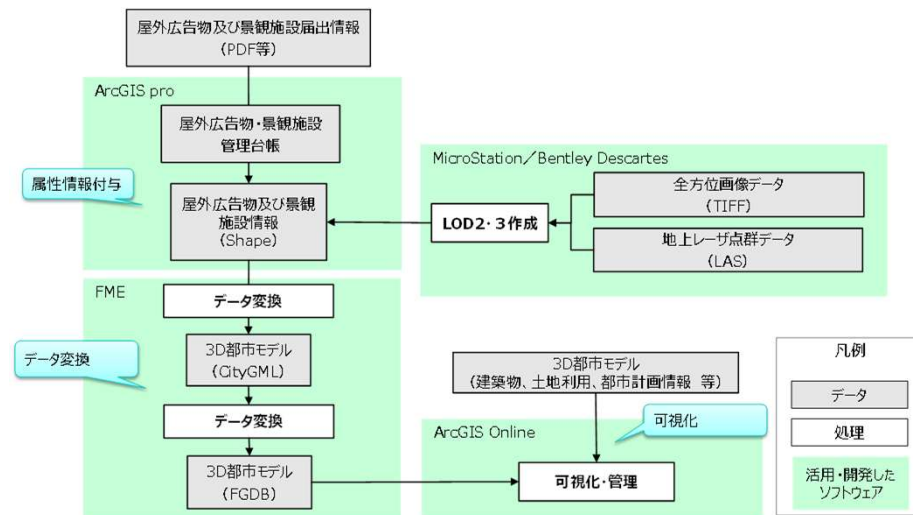 屋外広告物及び景観施設届出情報
（PDF等）
ArcGIS pro
屋外広告物・景観施設
管理台帳
属性情報付与
屋外広告物及び景観
施設情報
（Shape）
MicroStation／Bentley Descartes
全方位画像データ
（TIFF）
LOD2・3作成
地上レーザ点群データ
（LAS）
FME
データ変換
データ変換
3D都市モデル
（CityGML）
データ変換
3D都市モデル
（FGDB）
3D都市モデル
（建築物、土地利用、都市計画情報 等）
ArcGIS Online
可視化
可視化・管理
凡例
データ
処理
活用・開発した
ソフトウェア